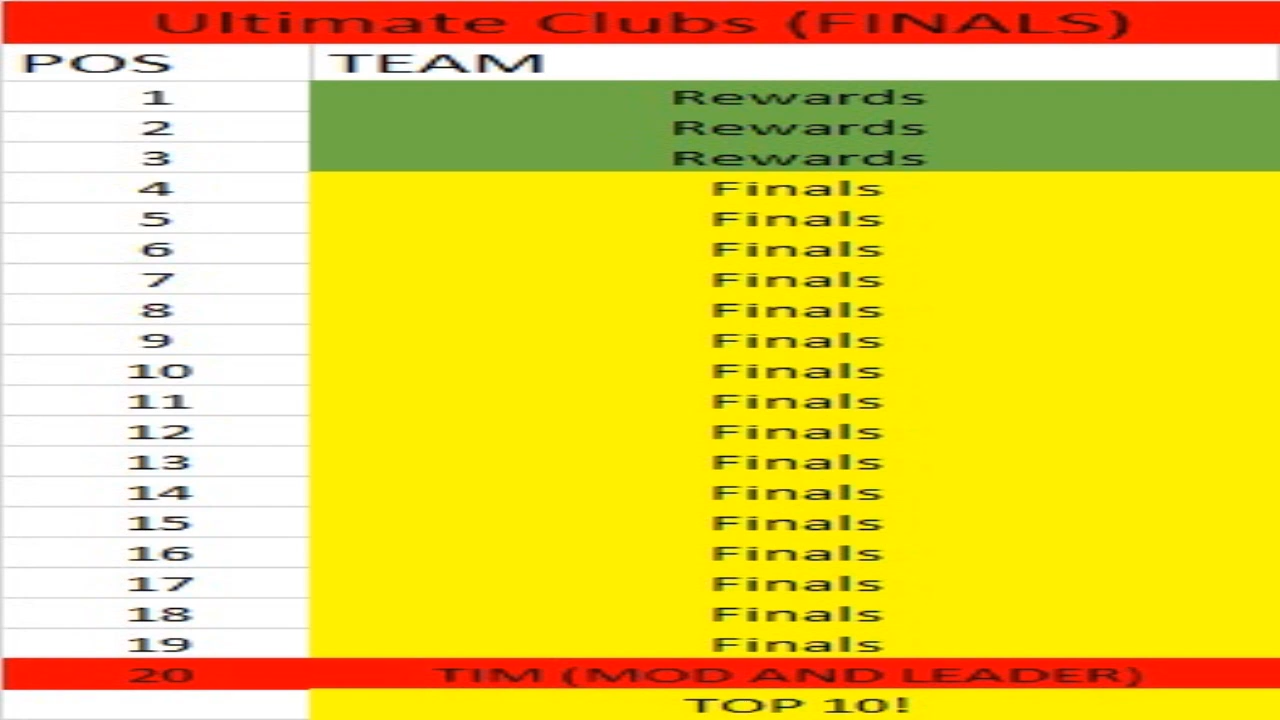 Ultimate Clubs (FINALS)
POS TEAM
1 Rewards
2 Rewards
3 Rewards
4 Finals
5 Finals
6 Finals
7 Finals
8 Finals
9 Finals
10 Finals
11 Finals
12 Finals
13 Finals
14 Finals
15 Finals
16 Finals
17 Finals
18 Finals
19 Finals
20 TIM (MOD AND LEADER)
TOP 10!